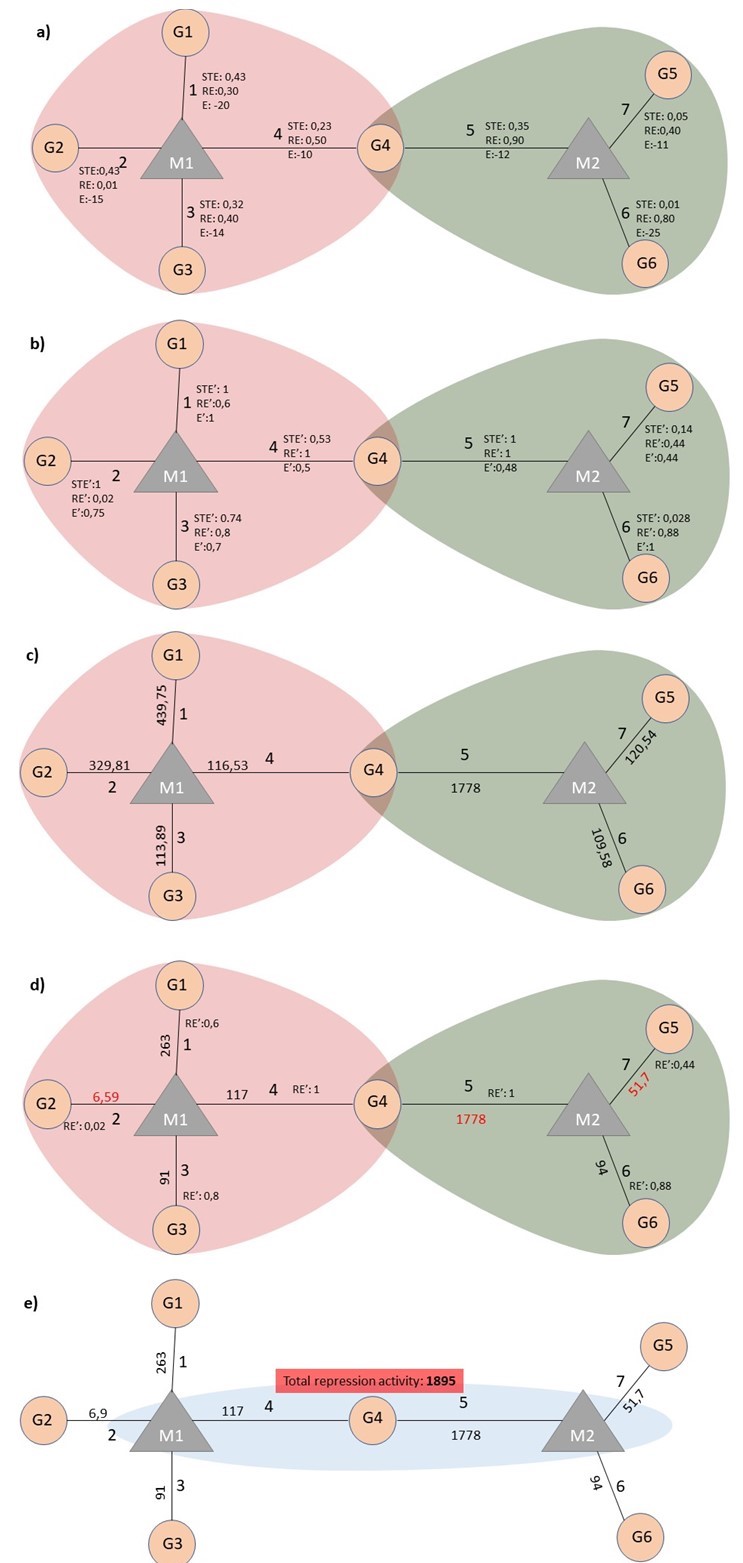 a)
G1
1
STE: 0,43
RE:0,30
E: -20
G2
2
STE:0,43
RE: 0,01
E:-15
M1
4
STE: 0,23
RE: 0,50
E:-10
3
STE: 0,32
RE: 0,40
E:-14
G3
G4
5
STE: 0,35
RE: 0,90
E:-12
M2
G5
7
STE: 0,05
RE:0,40
E:-11
6
STE: 0,01
RE: 0,80
E:-25
G6
b)
G1
1
STE’: 1
RE’:0,6
E’:1
G2
2
STE’:1
RE’: 0,02
E’:0,75
M1
4
STE’: 0,53
RE’: 1
E’:0,5
3
STE’: 0.74
RE’: 0,8
E’:0,7
G3
G4
5
STE’: 1
RE’: 1
E’:0,48
M2
G5
7
STE’: 0,14
RE’:0,44
E’:0,44
6
STE’: 0,028
RE’: 0,88
E’:1
G6
c)
G1
439,75
1
G2
329,81
2
M1
116,53
4
113,89
3
G3
G4
5
1778
M2
G5
7
120,54
109,58
6
G6
d)
G1
RE’:0,6
263
1
G2
6,59
2
RE’: 0,02
M1
117
4
RE’: 1
91
3
RE’: 0,8
G3
G4
5
RE’: 1
1778
M2
G5
7
RE’:0,44
51,7
94
6
RE’: 0,88
G6
e)
G1
263
1
Total repression activity: 1895
G2
6,9
2
M1
117
4
91
3
G3
G4
5
1778
M2
G5
7
51,7
94
6
G6